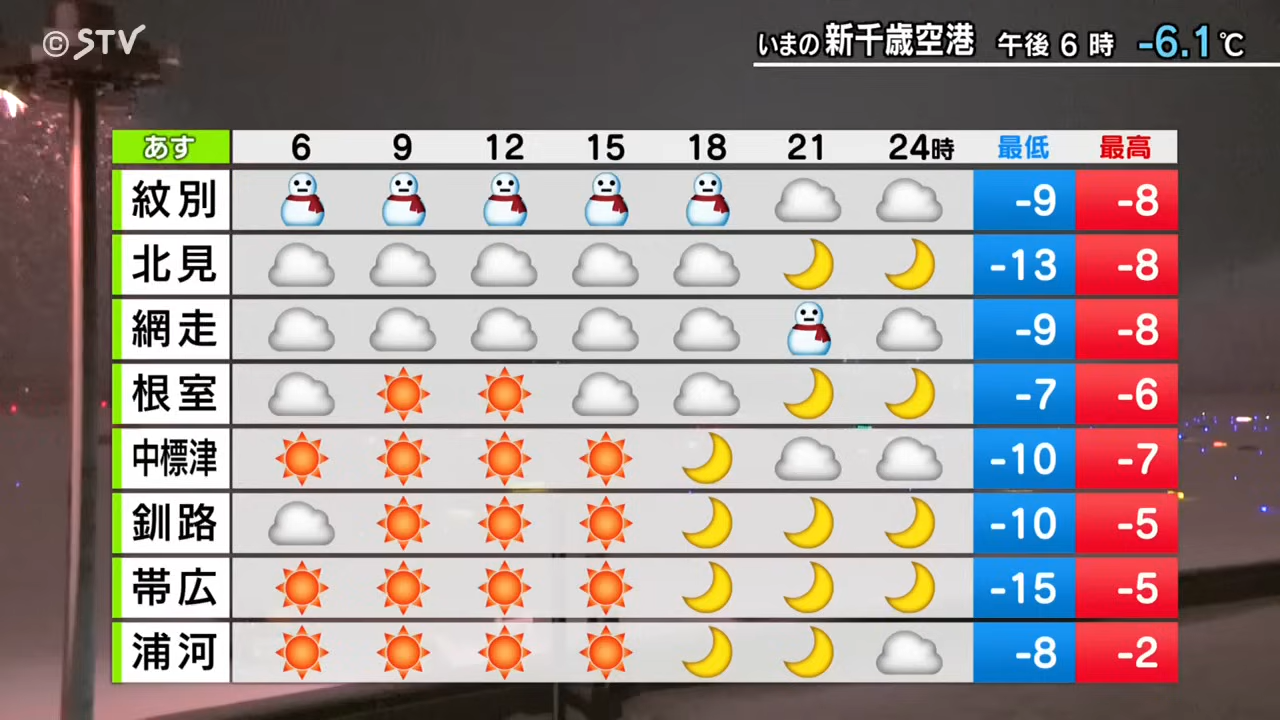 © STV
いまの 新千歳空港 午後6時 -6.1℃
あす 6 9 12 15 18 21 24時 最低 最高
紋別 -9 -8
北見 -13 -8
網走 -9 -8
根室 -7 -6
中標津 -10 -7
釧路 -10 -5
帯広 -15 -5
浦河 -8 -2